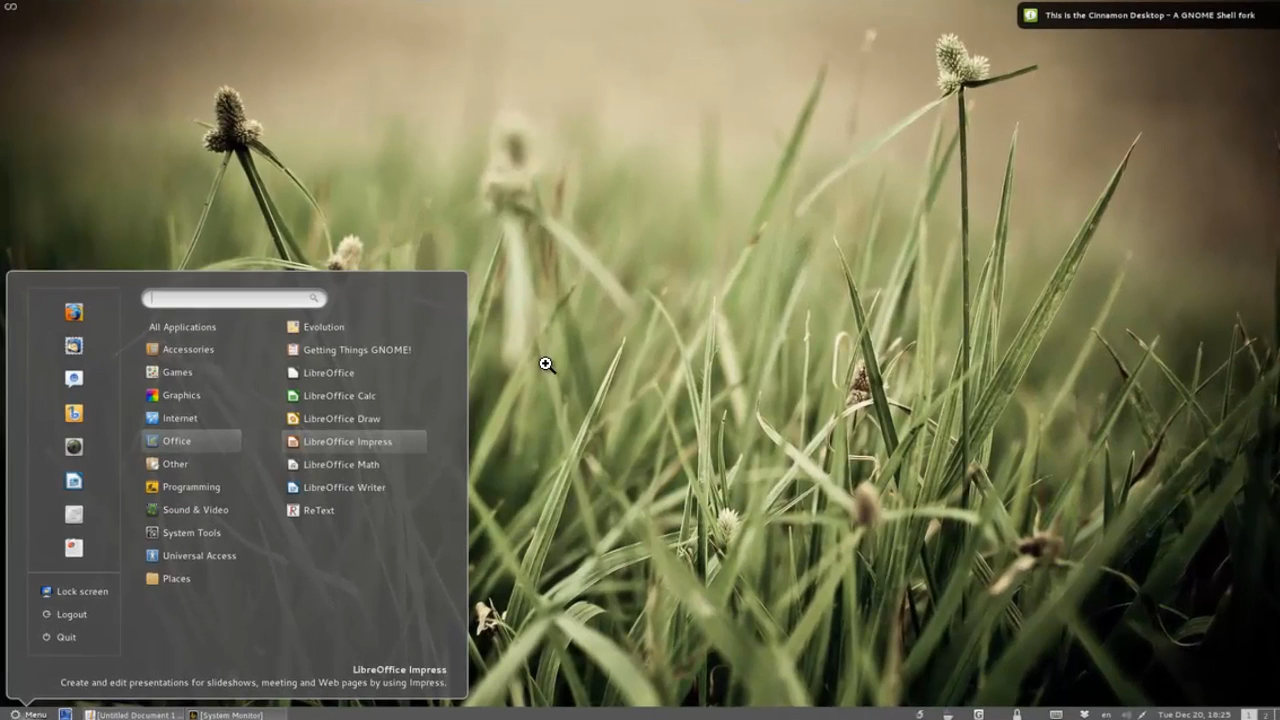 This is the Cinnamon Desktop – A GNOME Shell fork
All Applications
Accessories
Games
Graphics
Internet
Office
Other
Programming
Sound & Video
System Tools
Universal Access
Places
Evolution
Getting Things GNOME!
LibreOffice
LibreOffice Calc
LibreOffice Draw
LibreOffice Impress
LibreOffice Math
LibreOffice Writer
ReText
Lock screen
Logout
Quit
LibreOffice Impress
Create and edit presentations for slideshows, meeting and Web pages by using Impress.
Menu [Untitled Document 1 ... [System Monitor] en Tue Dec 20, 18:25 1 2